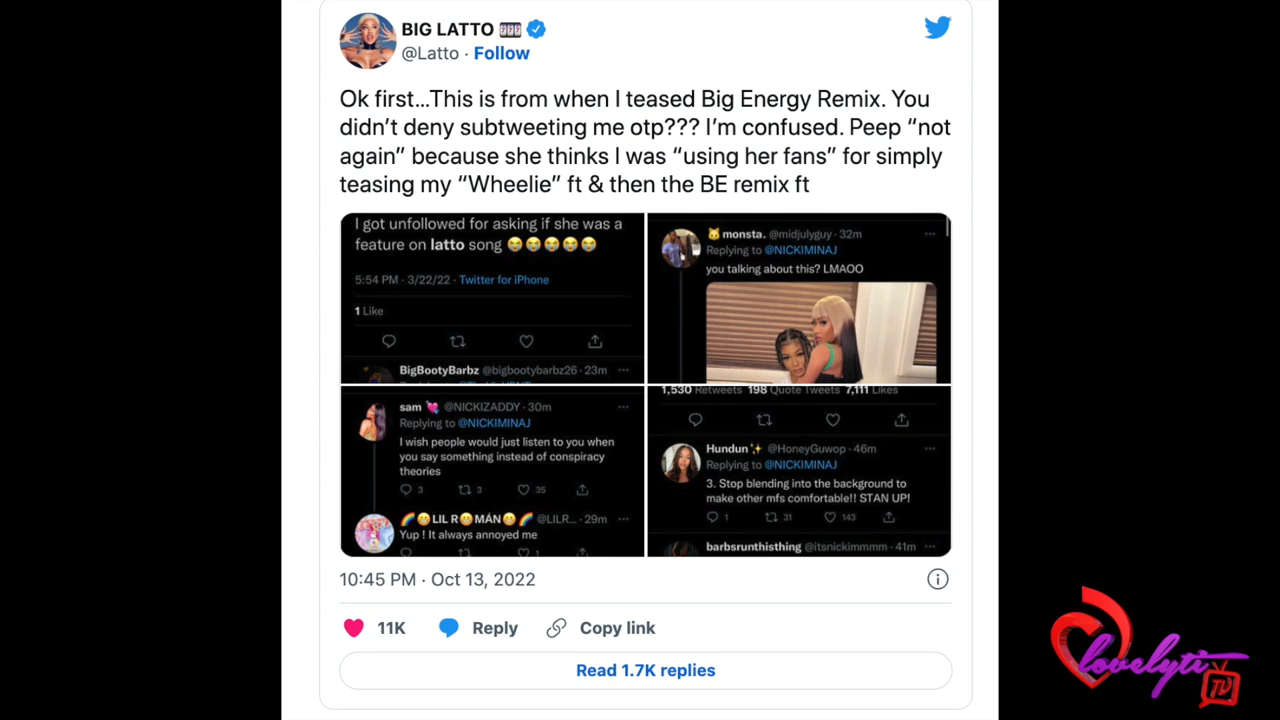 BIG LATTO 🎰
@Latto · Follow
Ok first...This is from when I teased Big Energy Remix. You
didn’t deny subtweeting me otp??? I’m confused. Peep “not
again” because she thinks I was “using her fans” for simply
teasing my “Wheelie” ft & then the BE remix ft
I got unfollowed for asking if she was a
feature on latto song 😭😭😭😭😭
5:54 PM · 3/22/22 · Twitter for iPhone
1 Like
BigBootyBarbz @bigbootybarbz26 · 23m
🐱monsta. @midjulyguy · 32m
Replying to @NICKIMINAJ
you talking about this? LMAOO
sam 💘 @NICKIZADDY · 30m
Replying to @NICKIMINAJ
I wish people would just listen to you when
you say something instead of conspiracy
theories
3 3 35
🌈😁LIL R😁MÁN😁🌈 @LILR... · 29m
Yup ! It always annoyed me
1
1,530 Retweets 198 Quote Tweets 7,111 Likes
Hundun✨ @HoneyGuwop · 46m
Replying to @NICKIMINAJ
3. Stop blending into the background to
make other mfs comfortable!! STAN UP!
1 31 143
barbsrunthisthing @itsnickimmmm · 41m
10:45 PM · Oct 13, 2022
11K Reply Copy link
Read 1.7K replies
lovelyti
TV